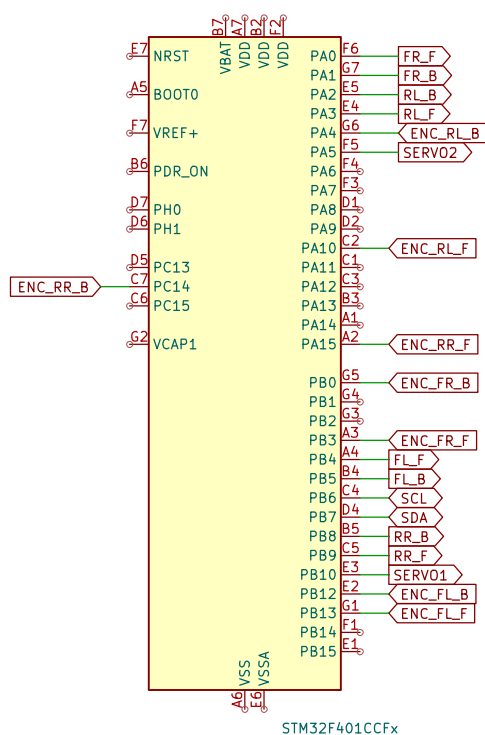 B7 A7 B2 F2
VBAT VDD VDD VDD
E7 NRST PA0 F6 FR_F
PA1 G7 FR_B
A5 BOOT0 PA2 E5 RL_B
PA3 E4 RL_F
F7 VREF+ PA4 G6 ENC_RL_B
PA5 F5 SERVO2
B6 PDR_ON PA6 F4
PA7 F3
D7 PH0 PA8 D1
D6 PH1 PA9 D2
PA10 C2 ENC_RL_F
D5 PC13 PA11 C1
ENC_RR_B C7 PC14 PA12 C3
C6 PC15 PA13 B3
PA14 A1
G2 VCAP1 PA15 A2 ENC_RR_F
PB0 G5 ENC_FR_B
PB1 G4
PB2 G3
PB3 A3 ENC_FR_F
PB4 A4 FL_F
PB5 B4 FL_B
PB6 C4 SCL
PB7 D4 SDA
PB8 B5 RR_B
PB9 C5 RR_F
PB10 E3 SERVO1
PB12 E2 ENC_FL_B
PB13 G1 ENC_FL_F
PB14 F1
PB15 E1
VSS VSSA
A6 E6
STM32F401CCFx